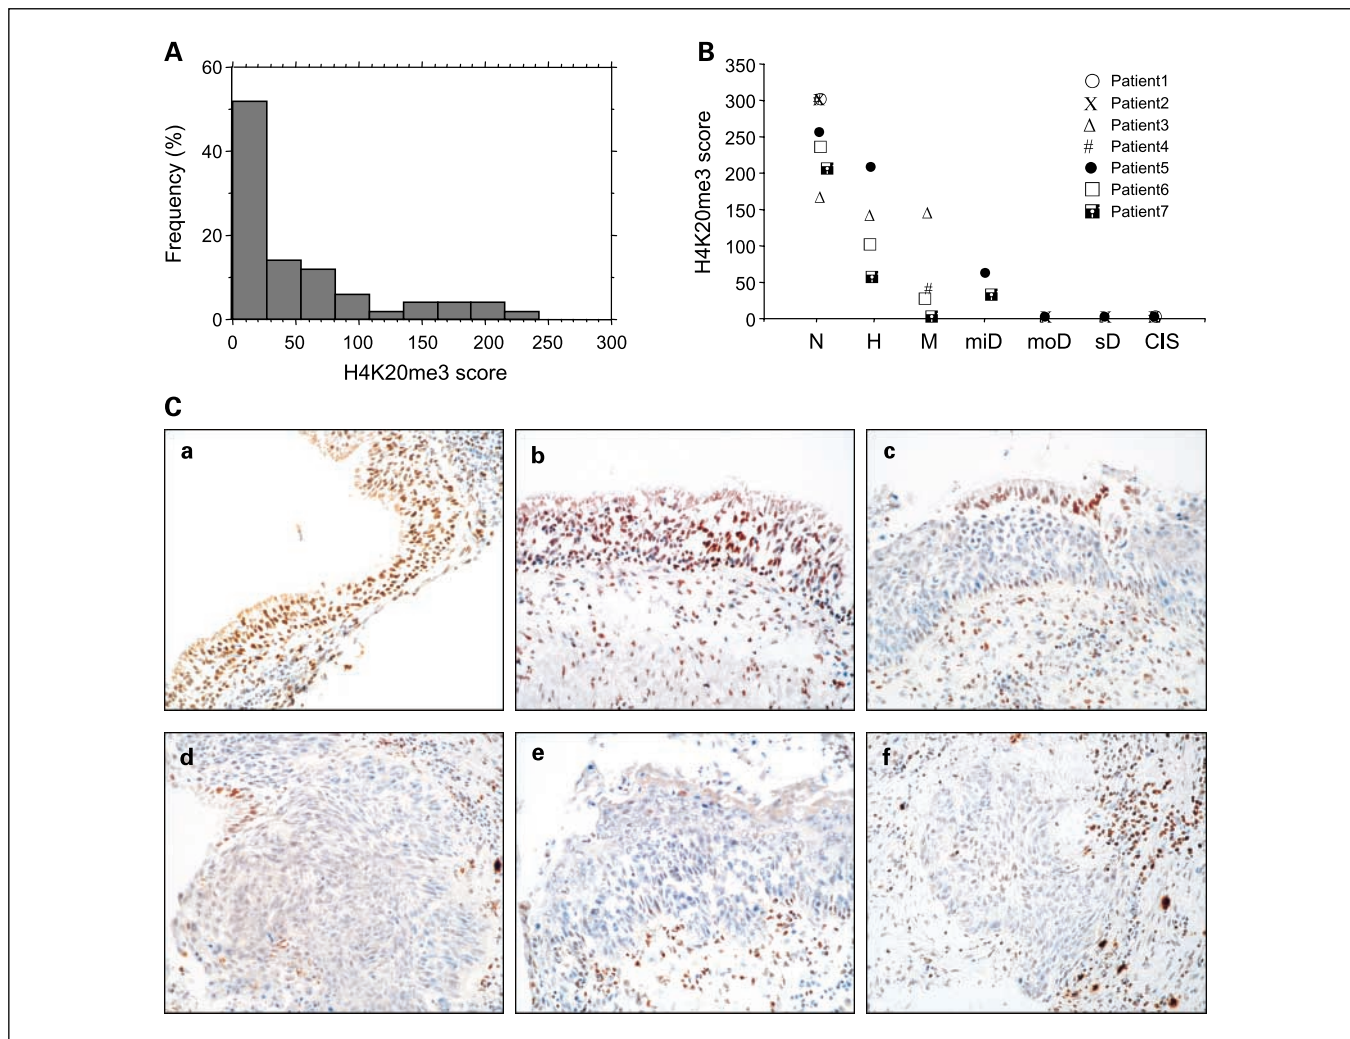 A
60
40
20
0
Frequency (%)
0 50 100 150 200 250 300
H4K20me3 score
B
350
300
250
200
150
100
50
0
H4K20me3 score
N H M miD moD sD CIS
Patient1
X Patient2
Δ Patient3
# Patient4
Patient5
Patient6
Patient7
C
a
b
c
d
e
f